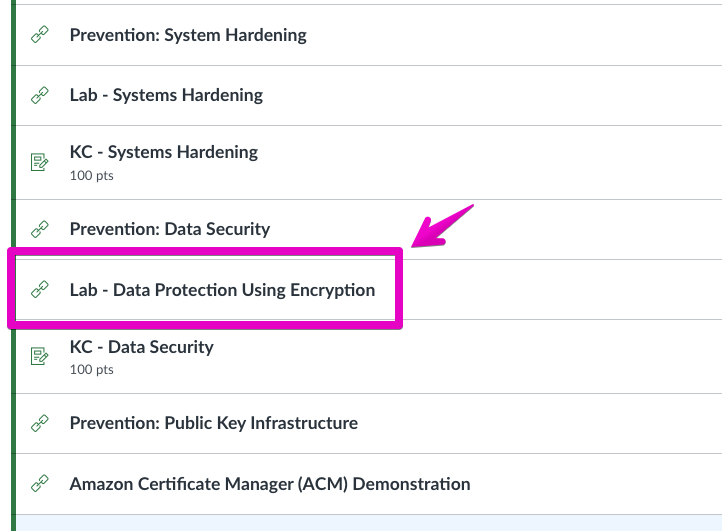 Prevention: System Hardening
Lab - Systems Hardening
KC - Systems Hardening
100 pts
Prevention: Data Security
Lab - Data Protection Using Encryption
KC - Data Security
100 pts
Prevention: Public Key Infrastructure
Amazon Certificate Manager (ACM) Demonstration